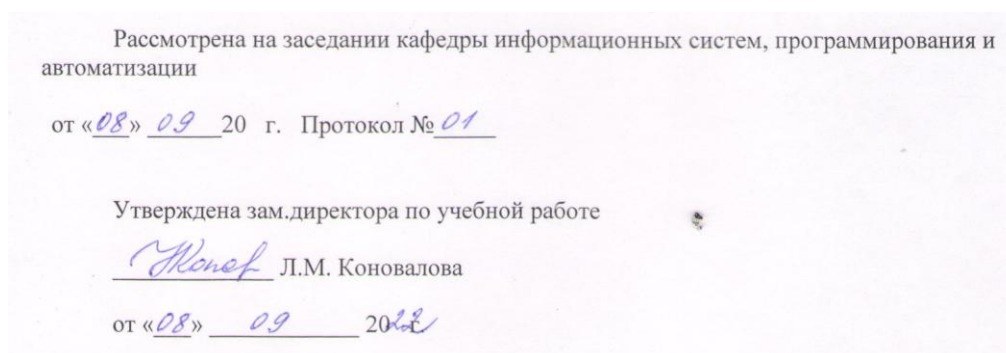 Рассмотрена на заседании кафедры информационных систем, программирования и
автоматизации
от «08» 09 20 г. Протокол № 01
Утверждена зам.директора по учебной работе
Л.М. Коновалова
от «08» 09 2022 г.